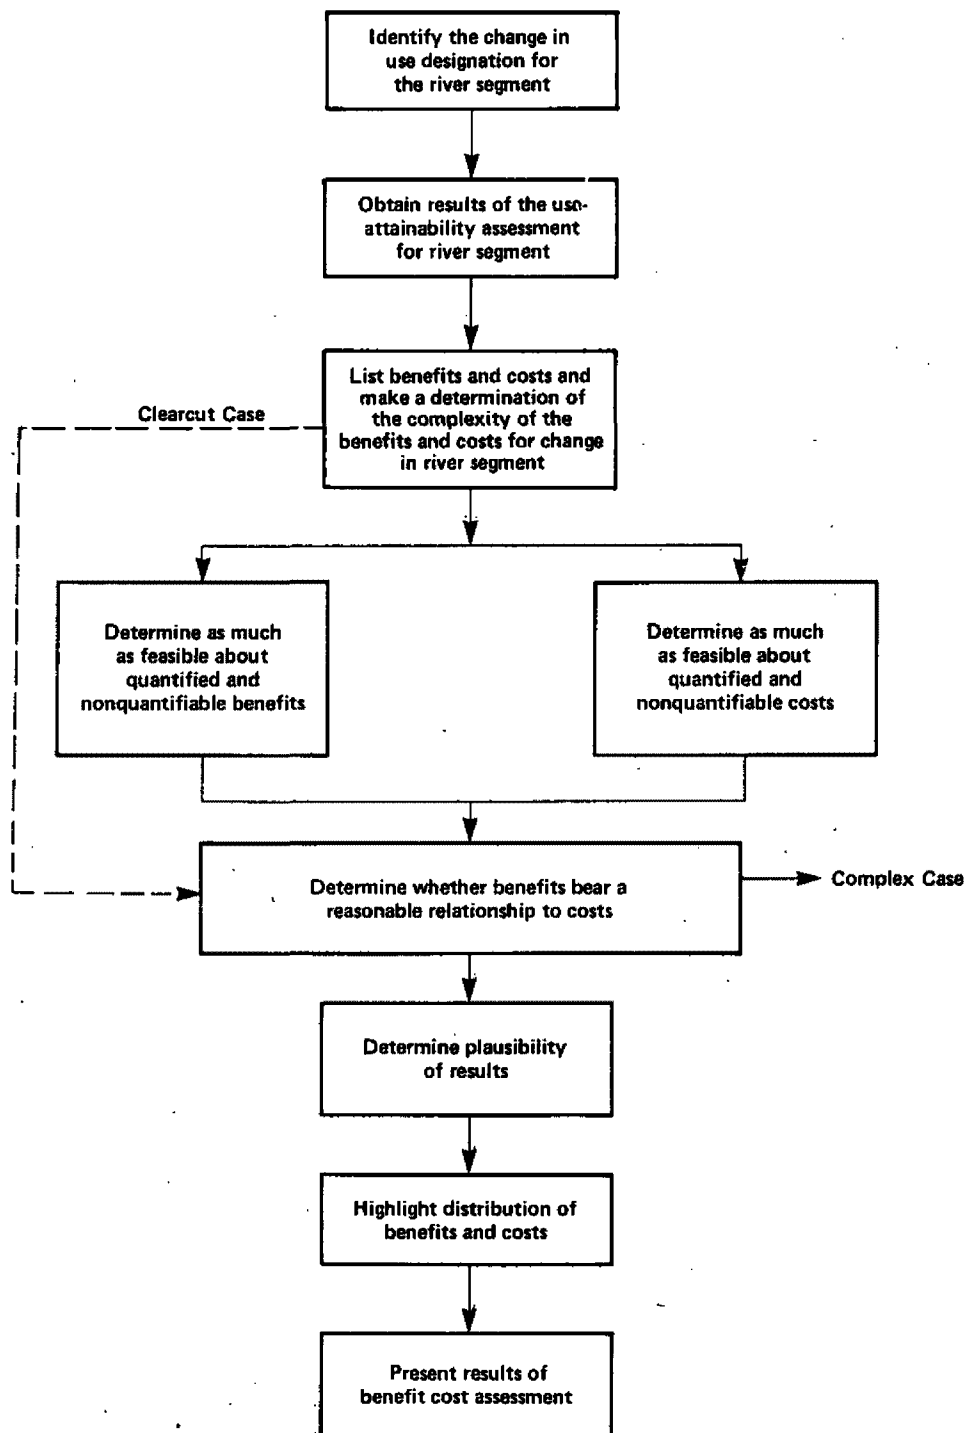 Identify the change in
use designation for
the river segment
Obtain results of the use-
attainability assessment
for river segment
List benefits and costs and
make a determination of
the complexity of the
benefits and costs for change
in river segment
Clearcut Case
Determine as much
as feasible about
quantified and
nonquantifiable benefits
Determine as much
as feasible about
quantified and
nonquantifiable costs
Determine whether benefits bear a
reasonable relationship to costs
Complex Case
Determine plausibility
of results
Highlight distribution of
benefits and costs
Present results of
benefit cost assessment